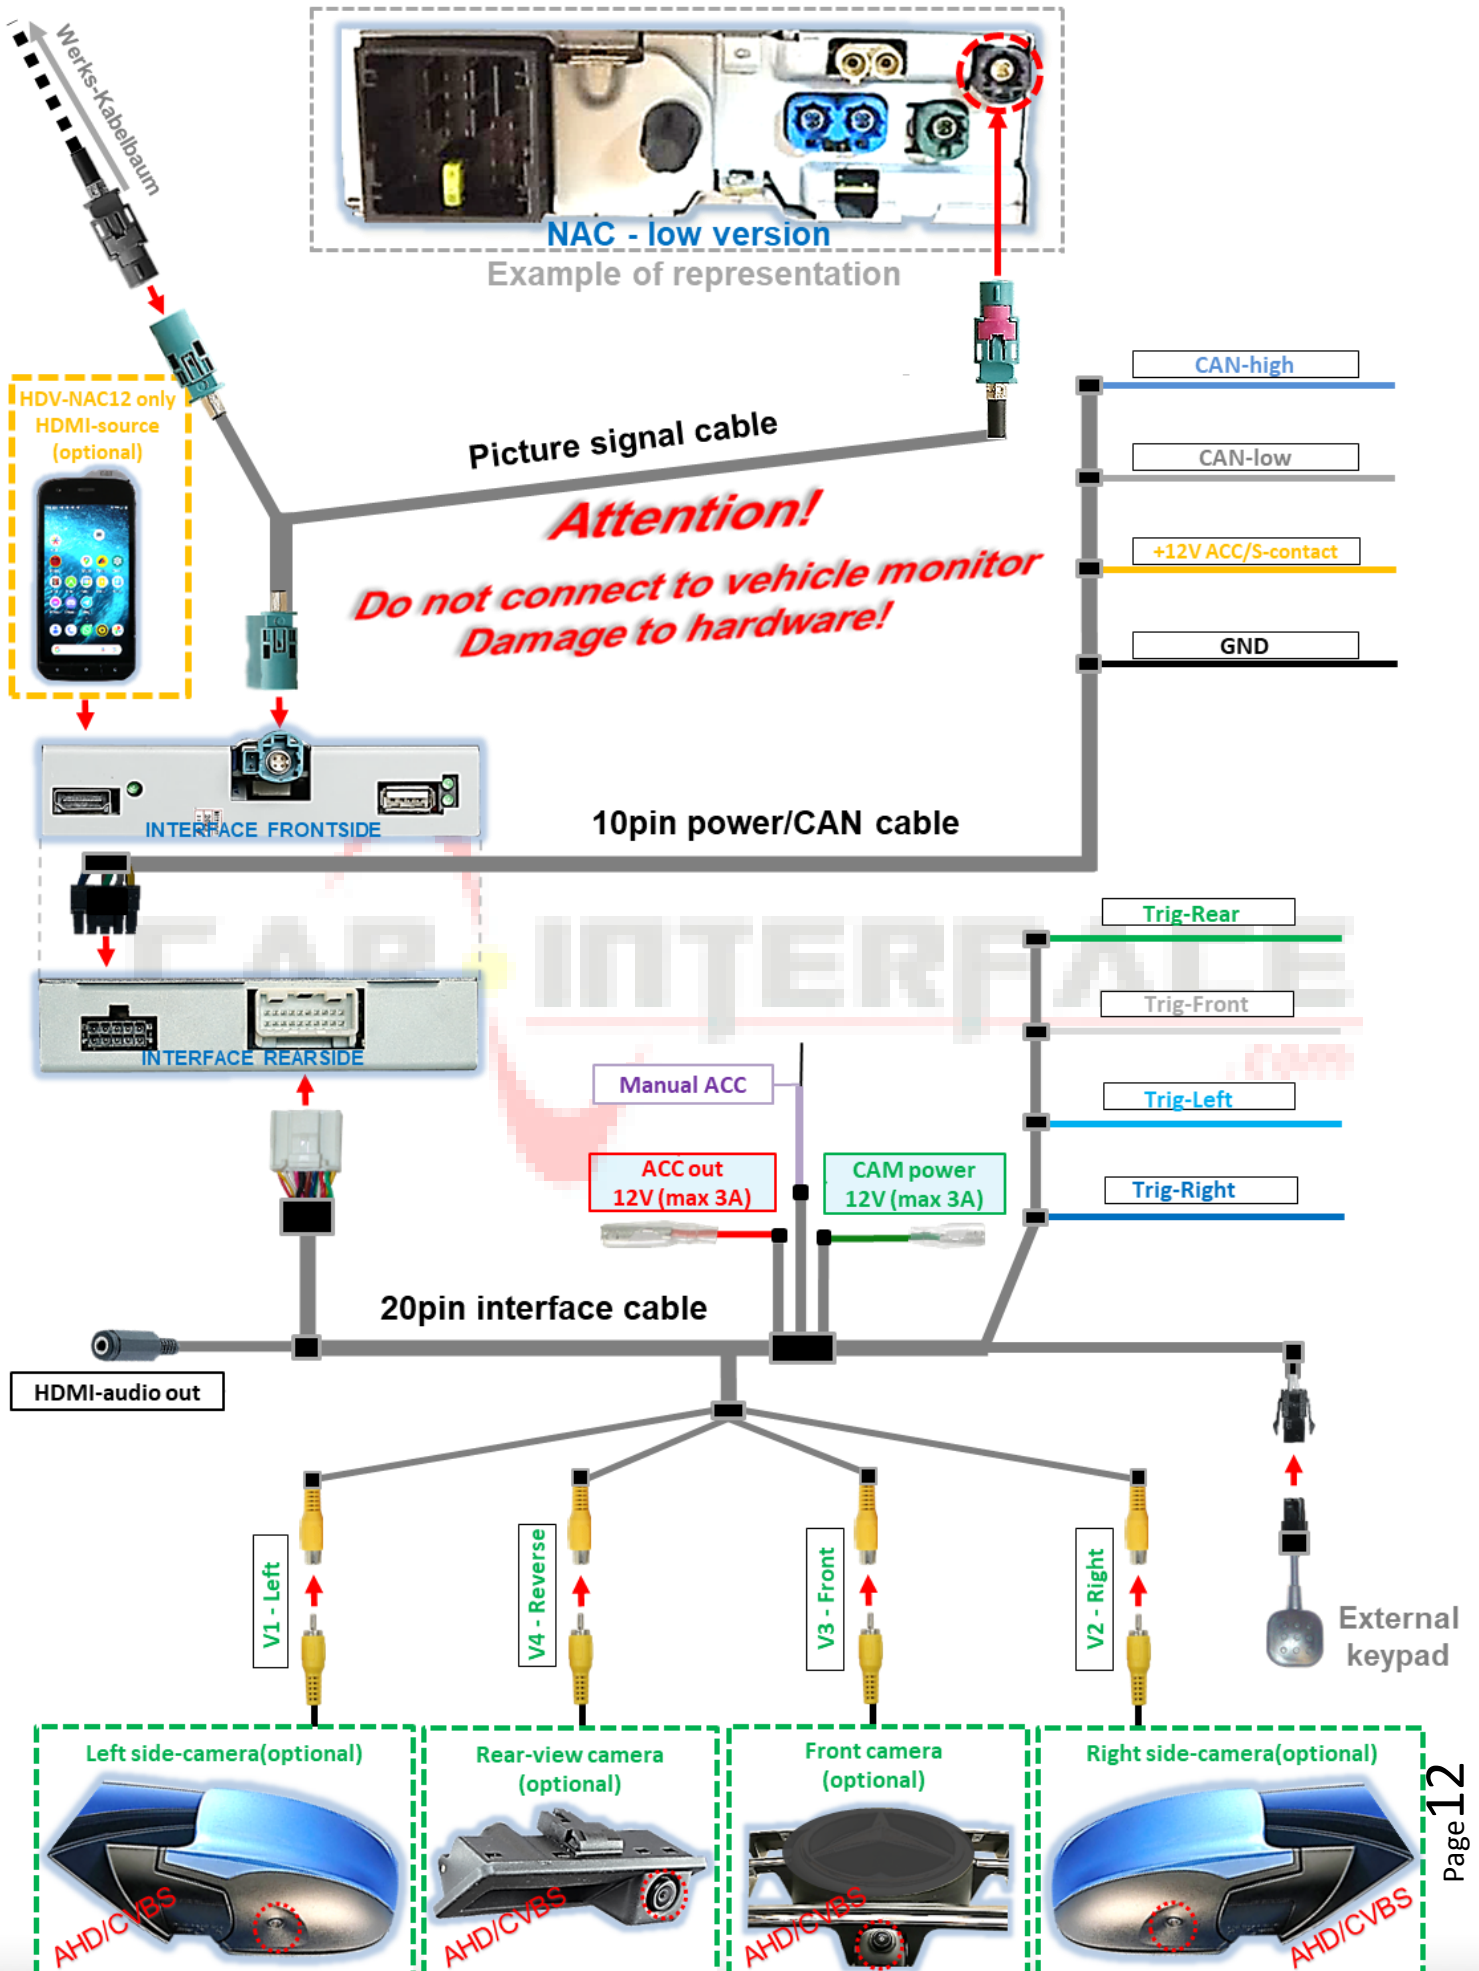 Werks-Kabelbaum
NAC - low version
Example of representation
HDV-NAC12 only
HDMI-source
(optional)
Picture signal cable
Attention!
Do not connect to vehicle monitor
Damage to hardware!
CAN-high
CAN-low
+12V ACC/S-contact
GND
INTERFACE FRONTSIDE
10pin power/CAN cable
CAR INTERFACE
.com
INTERFACE REARSIDE
Trig-Rear
Trig-Front
Trig-Left
Trig-Right
Manual ACC
ACC out
12V (max 3A)
CAM power
12V (max 3A)
20pin interface cable
HDMI-audio out
V1 - Left
V4 - Reverse
V3 - Front
V2 - Right
External
keypad
Left side-camera(optional)
AHD/CVBS
Rear-view camera
(optional)
AHD/CVBS
Front camera
(optional)
AHD/CVBS
Right side-camera(optional)
AHD/CVBS
Page 12